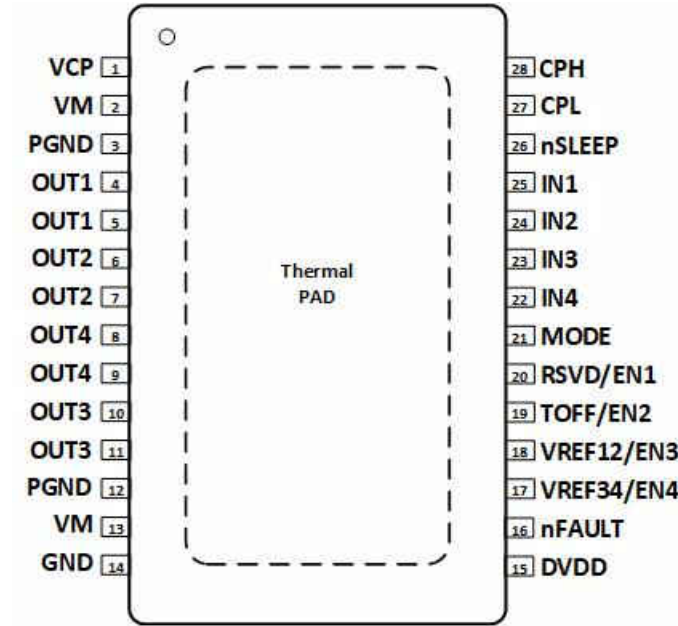 VCP 1
VM 2
PGND 3
OUT1 4
OUT1 5
OUT2 6
OUT2 7
OUT4 8
OUT4 9
OUT3 10
OUT3 11
PGND 12
VM 13
GND 14
Thermal
PAD
28 CPH
27 CPL
26 nSLEEP
25 IN1
24 IN2
23 IN3
22 IN4
21 MODE
20 RSVD/EN1
19 TOFF/EN2
18 VREF12/EN3
17 VREF34/EN4
16 nFAULT
15 DVDD